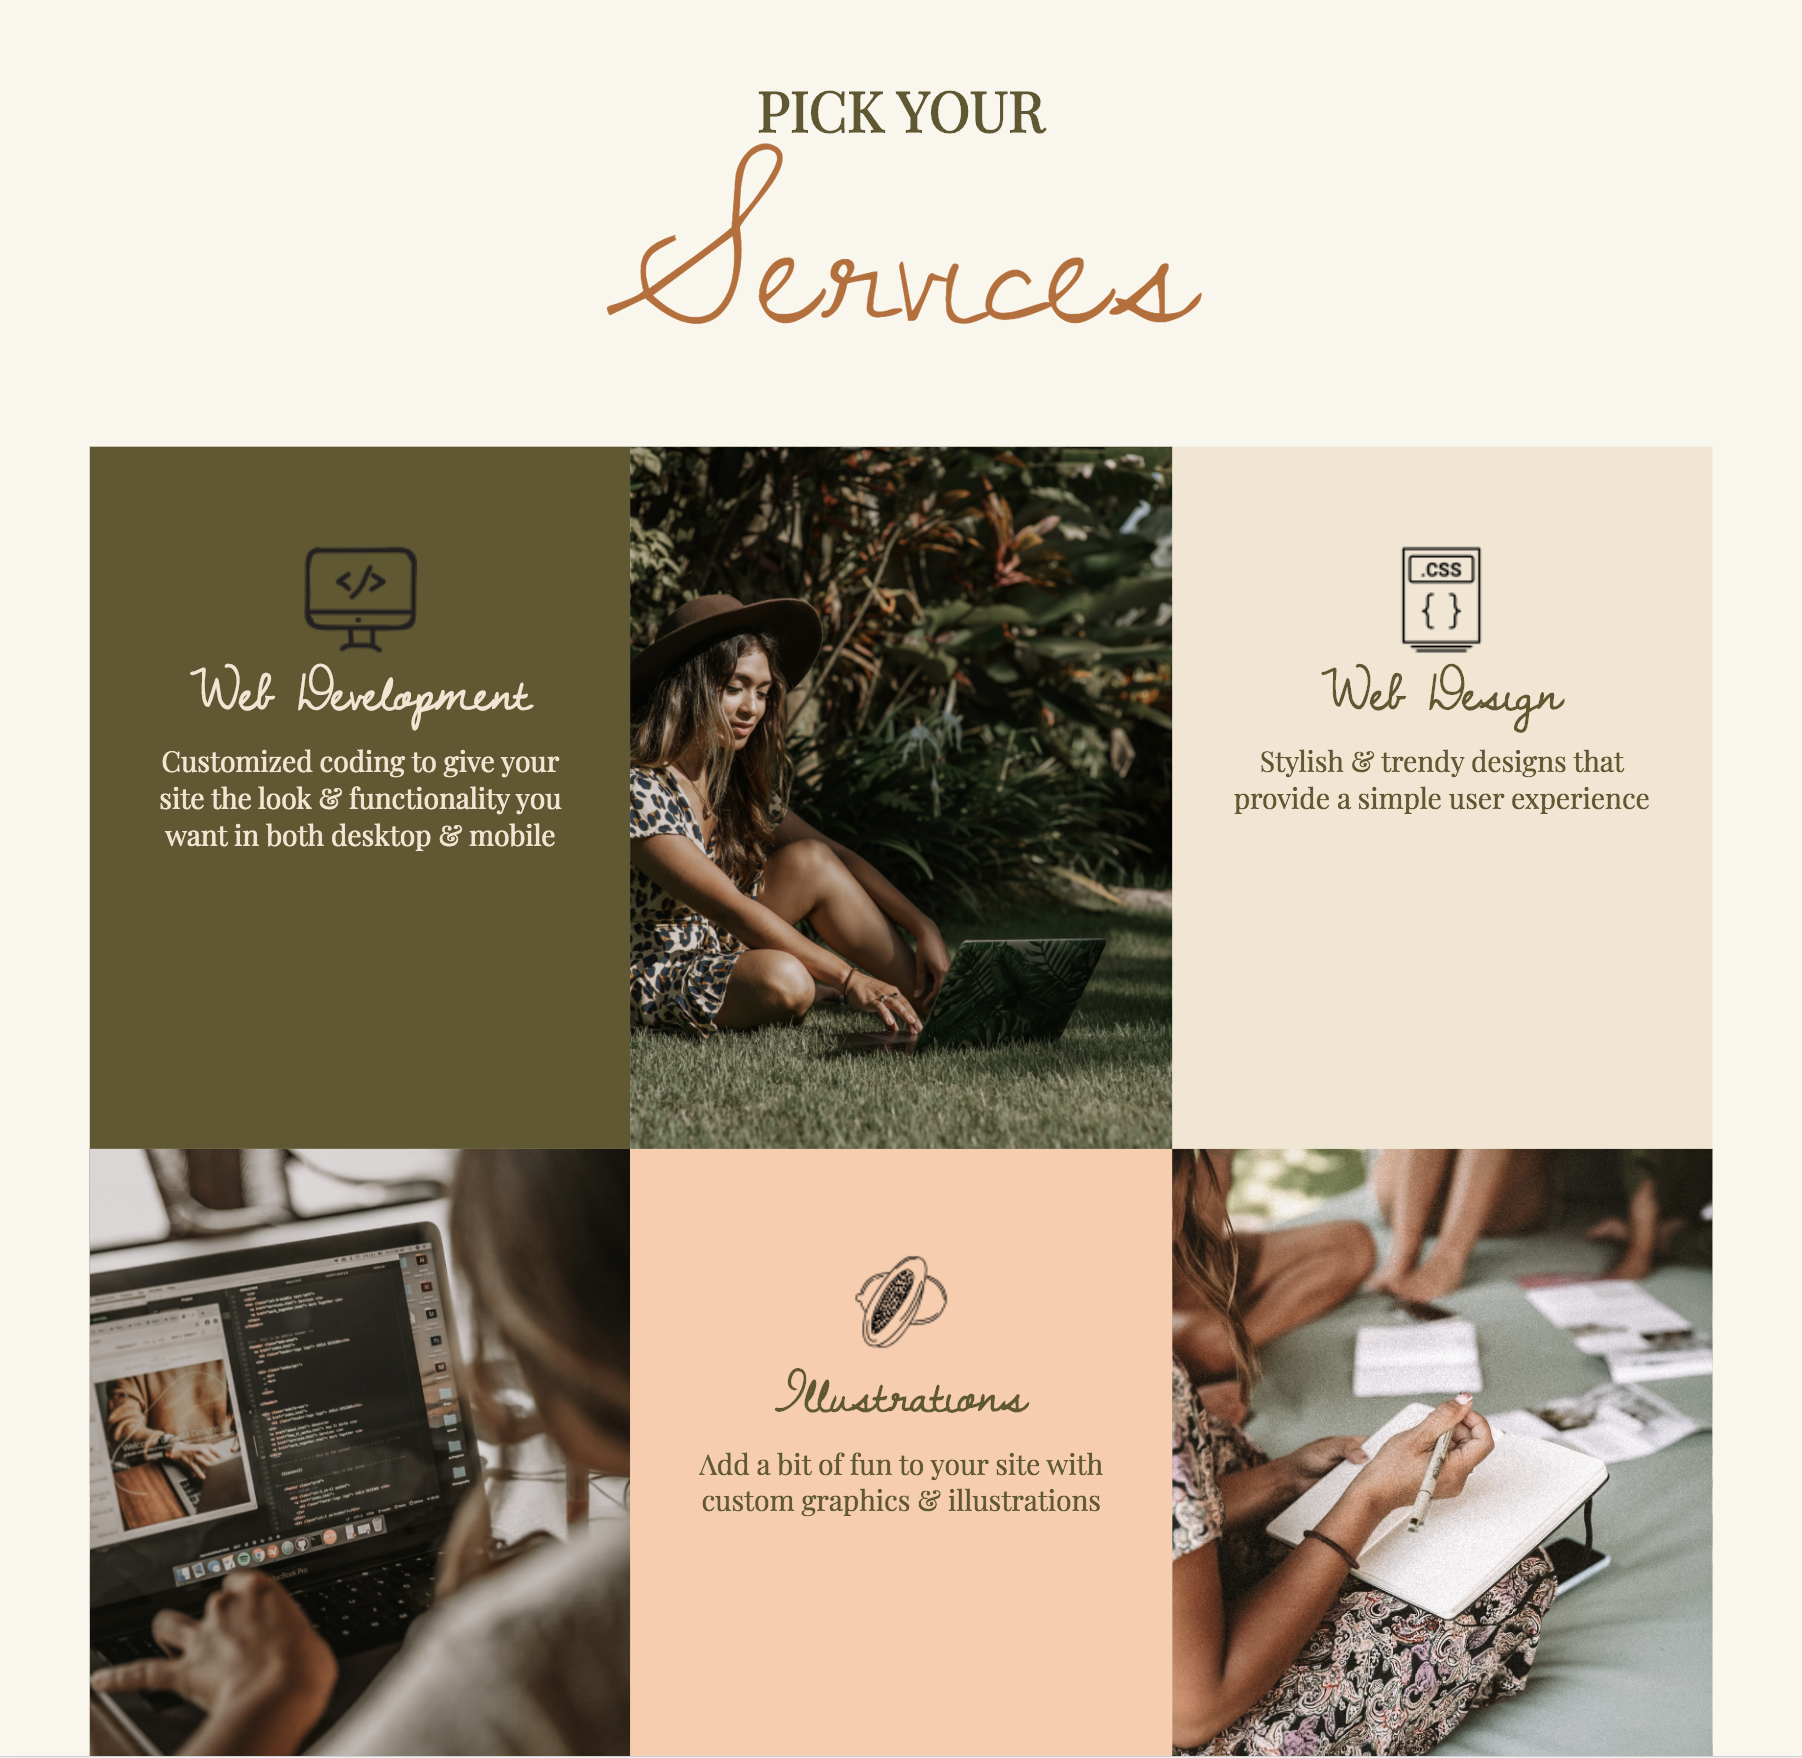 PICK YOUR
Services
</>
Web Development
Customized coding to give your
site the look & functionality you
want in both desktop & mobile
.CSS
{ }
Web Design
Stylish & trendy designs that
provide a simple user experience
Illustrations
Add a bit of fun to your site with
custom graphics & illustrations
MacBook Pro